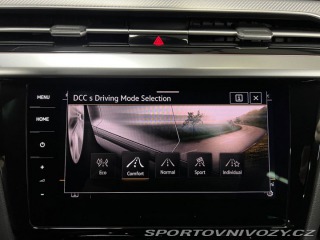 DCC s Driving Mode Selection
MENU
HOME
Eco
Comfort
Normal
Sport
Individual
SPORTOVNIVOZY.CZ